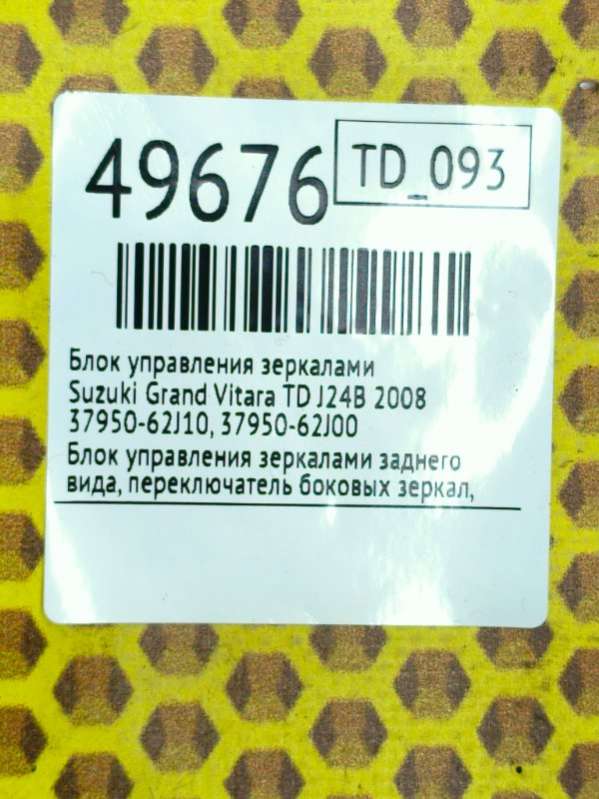 49676
TD_093
Блок управления зеркалами
Suzuki Grand Vitara TD J24B 2008
37950-62J10, 37950-62J00
Блок управления зеркалами заднего
вида, переключатель боковых зеркал,